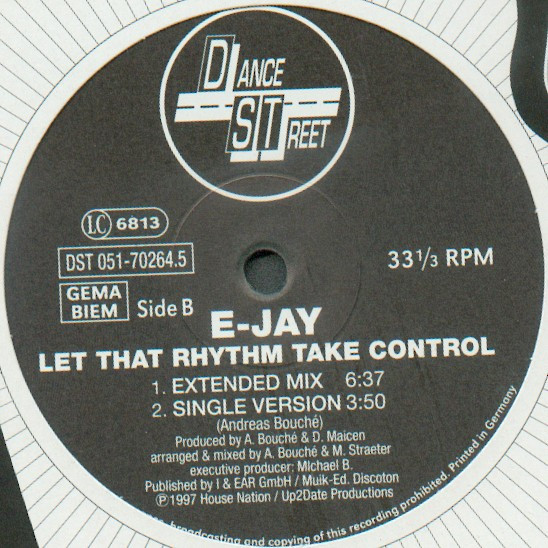 DANCE
STREET
LC 6813
DST 051-70264.5
33 1/3 RPM
GEMA
BIEM
Side B
E-JAY
LET THAT RHYTHM TAKE CONTROL
1. EXTENDED MIX 6:37
2. SINGLE VERSION 3:50
(Andreas Bouché)
Produced by A. Bouché & D. Maicen
arranged & mixed by A. Bouché & M. Straeter
executive producer: Michael B.
Published by I & EAR GmbH / Muik-Ed. Discoton
℗1997 House Nation / Up2Date Productions
broadcasting and copying of this recording prohibited. Printed in Germany